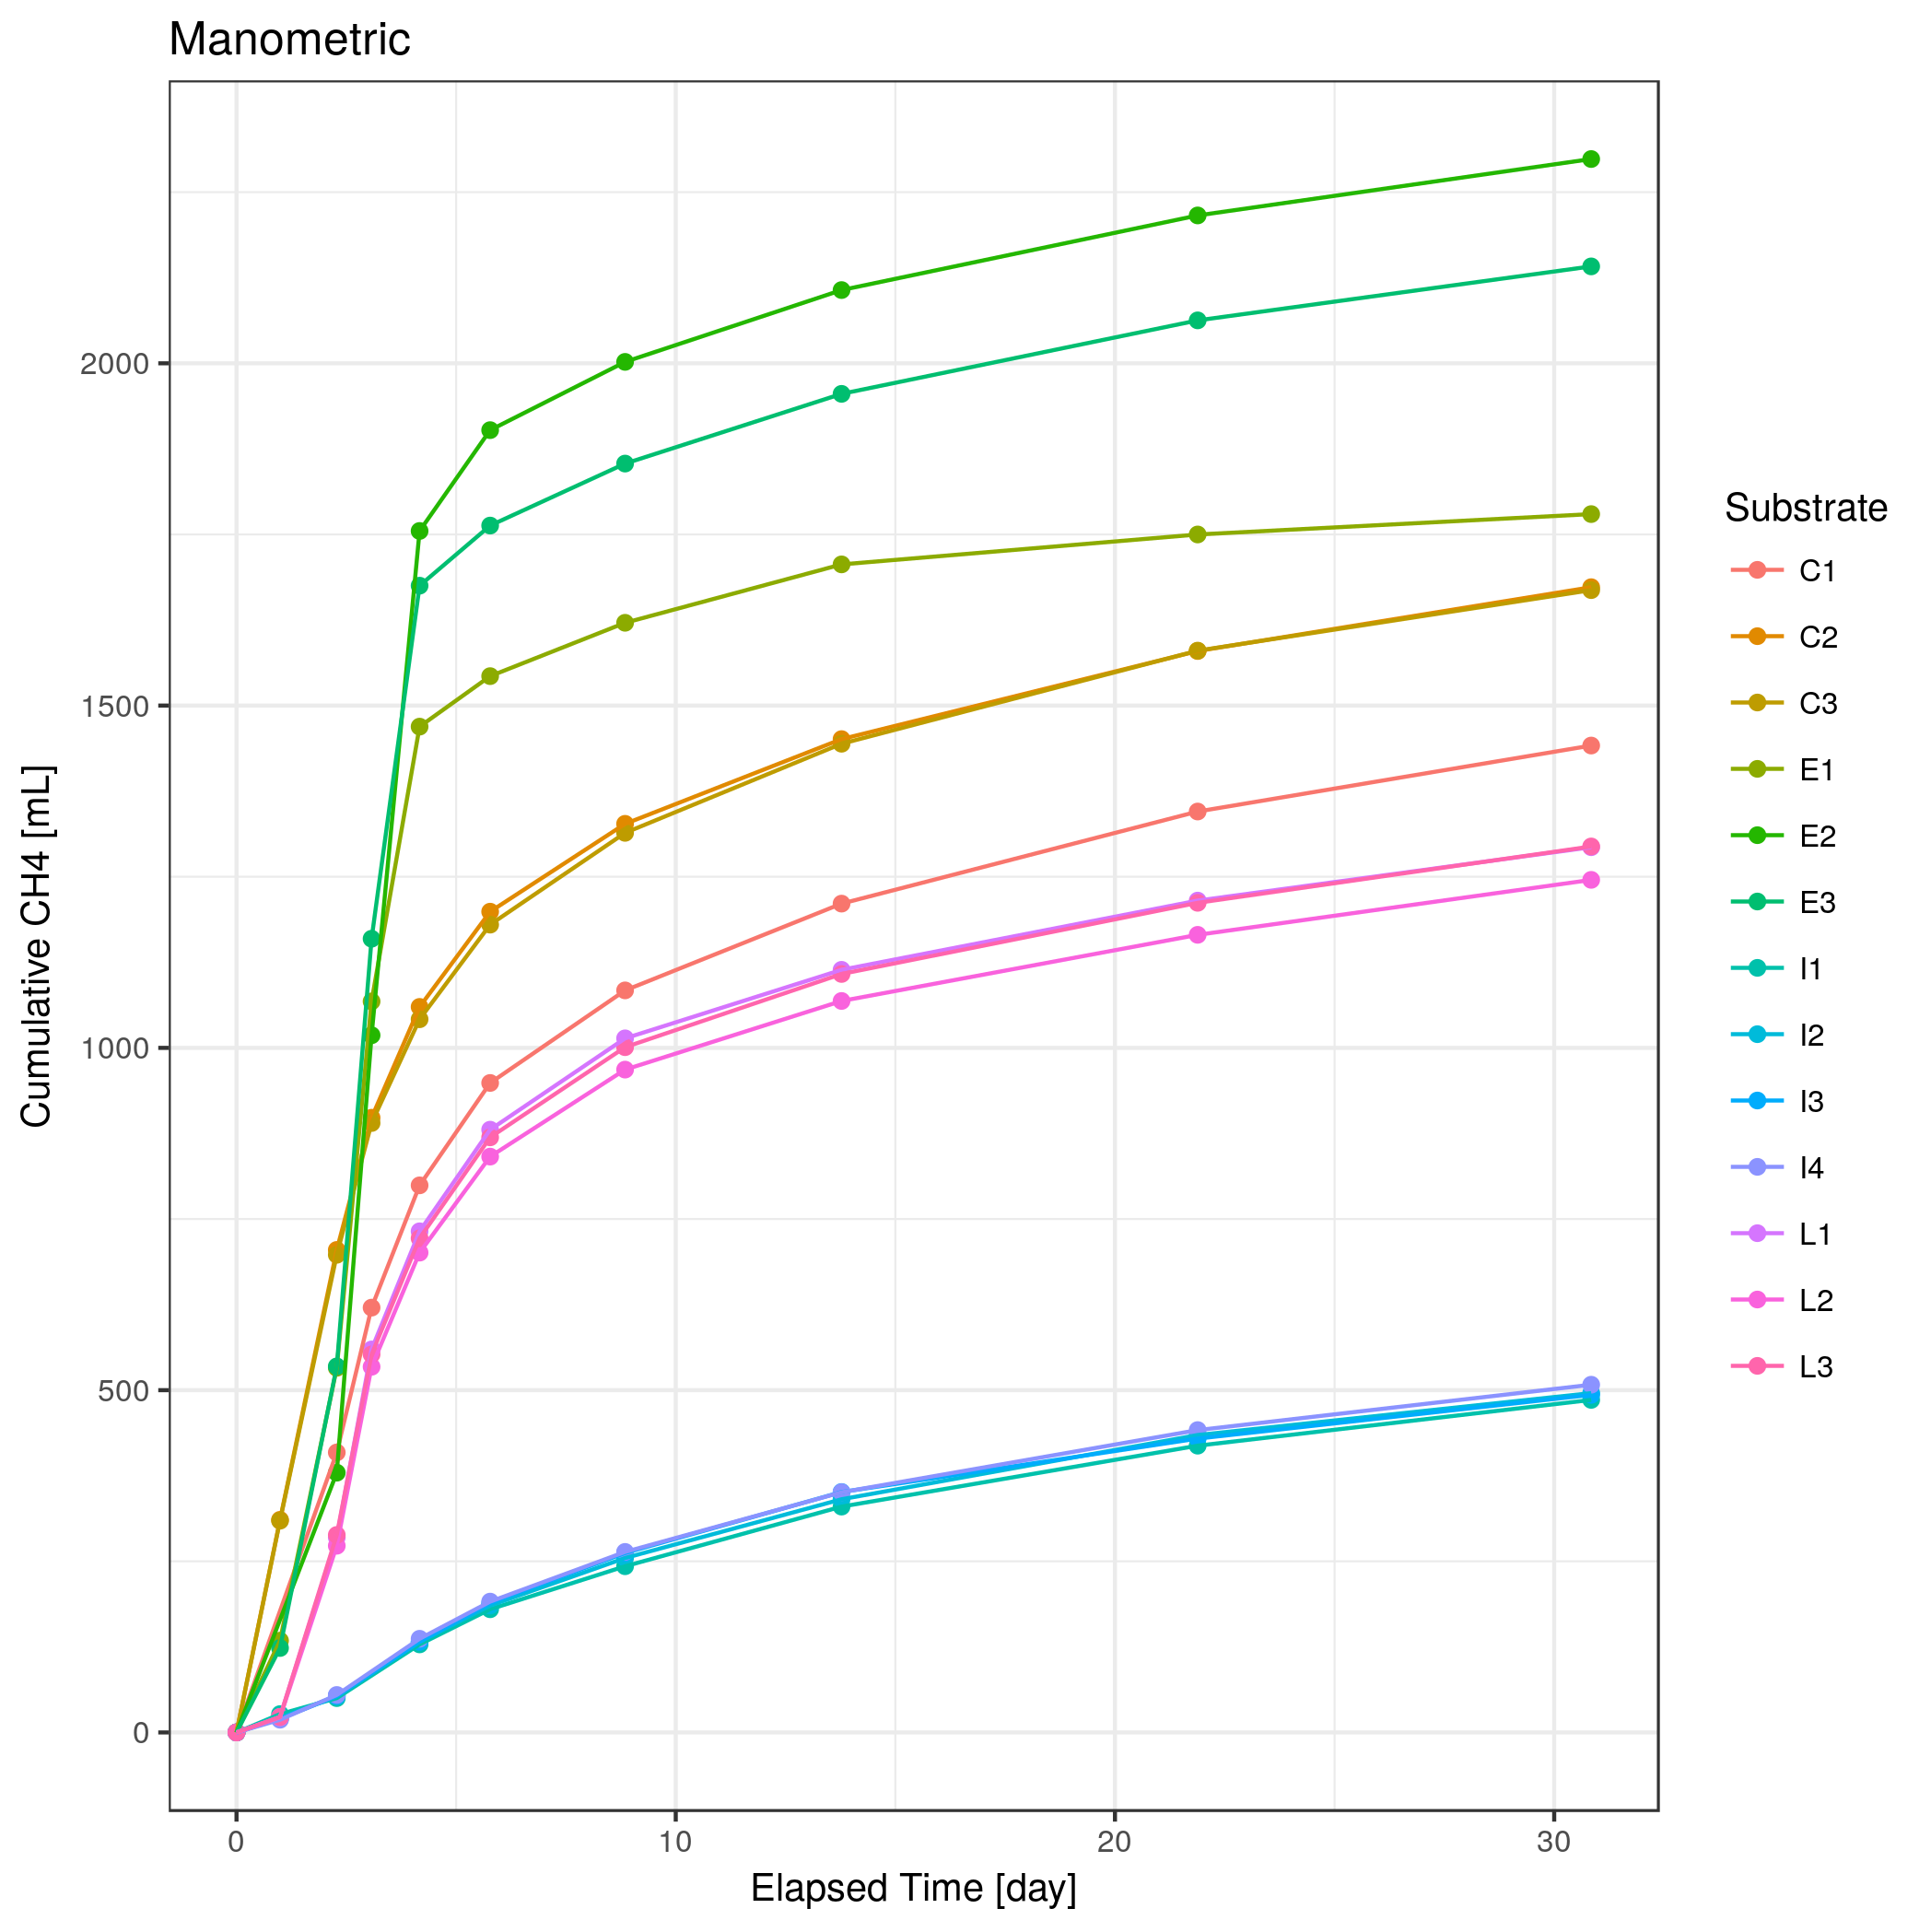 Manometric
Cumulative CH4 [mL]
2000
1500
1000
500
0
0 10 20 30
Elapsed Time [day]
Substrate
C1
C2
C3
E1
E2
E3
I1
I2
I3
I4
L1
L2
L3